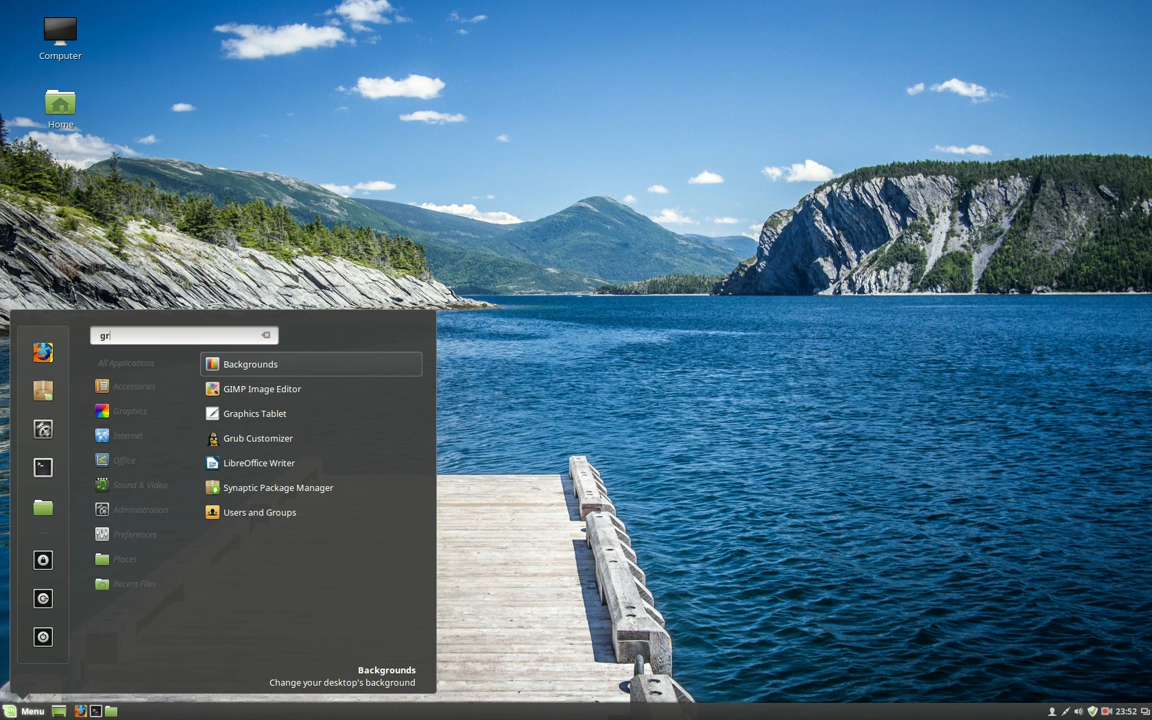 Computer
Home
gr
All Applications
Accessories
Graphics
Internet
Office
Sound & Video
Administration
Preferences
Places
Recent Files
Backgrounds
GIMP Image Editor
Graphics Tablet
Grub Customizer
LibreOffice Writer
Synaptic Package Manager
Users and Groups
Backgrounds
Change your desktop's background
Menu
23:52